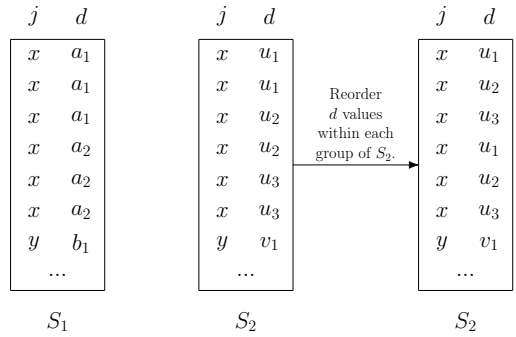 j d j d j d
x a₁ x u₁ x u₁
x a₁ x u₁ x u₂
x a₁ x u₂ x u₃
x a₂ x u₂ x u₁
x a₂ x u₃ x u₂
x a₂ x u₃ x u₃
y b₁ y v₁ y v₁
... ... ...
Reorder
d values
within each
group of S₂.
S₁ S₂ S₂